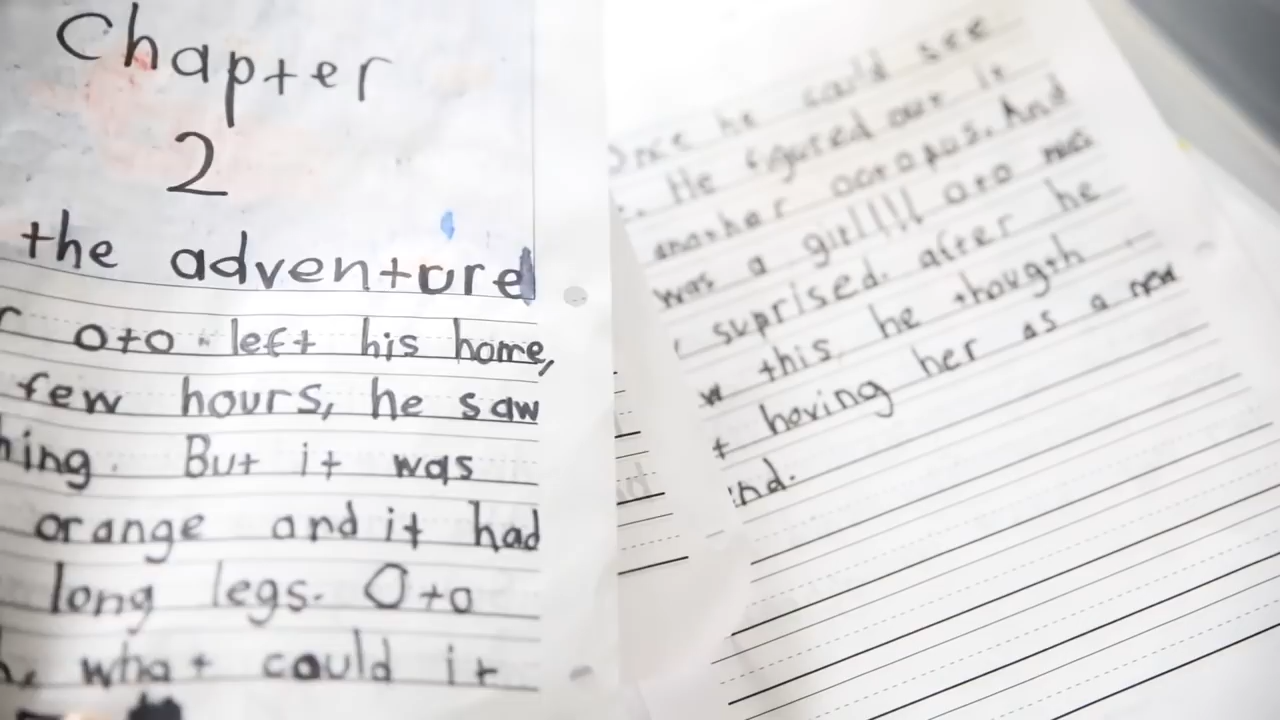 Chapter
2
the adventure
Oto left his home,
few hours, he saw
hing. But it was
orange and it had
long legs. Oto
what could it
Once he could see
. He figured out it
another octopus. And
was a girl!!!! Oto was
suprised. after he
w this he thougth
t having her as a new
ind.